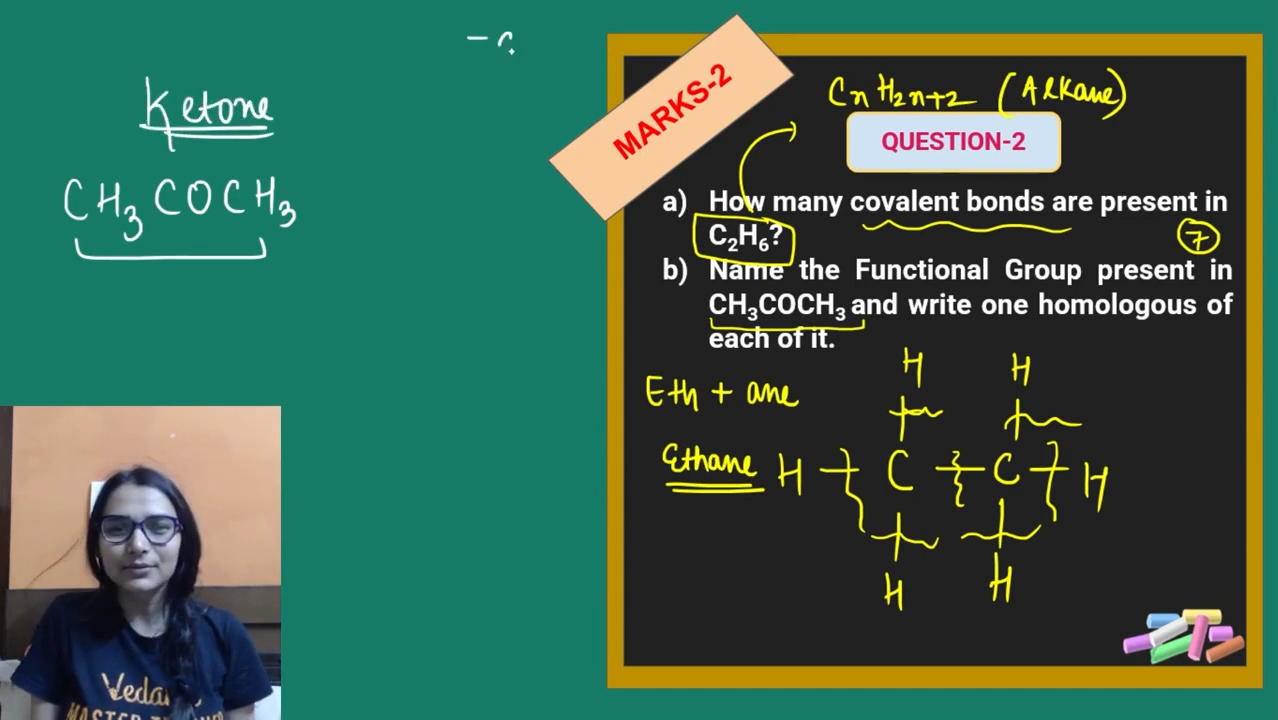 Ketone
CH₃COCH₃
MARKS-2
CnH2n+2 (Alkane)
QUESTION-2
a) How many covalent bonds are present in
C₂H₆?
7
b) Name the Functional Group present in
CH₃COCH₃ and write one homologous of
each of it.
Eth + ane
Ethane
H H
H C C H
H H
MASTER